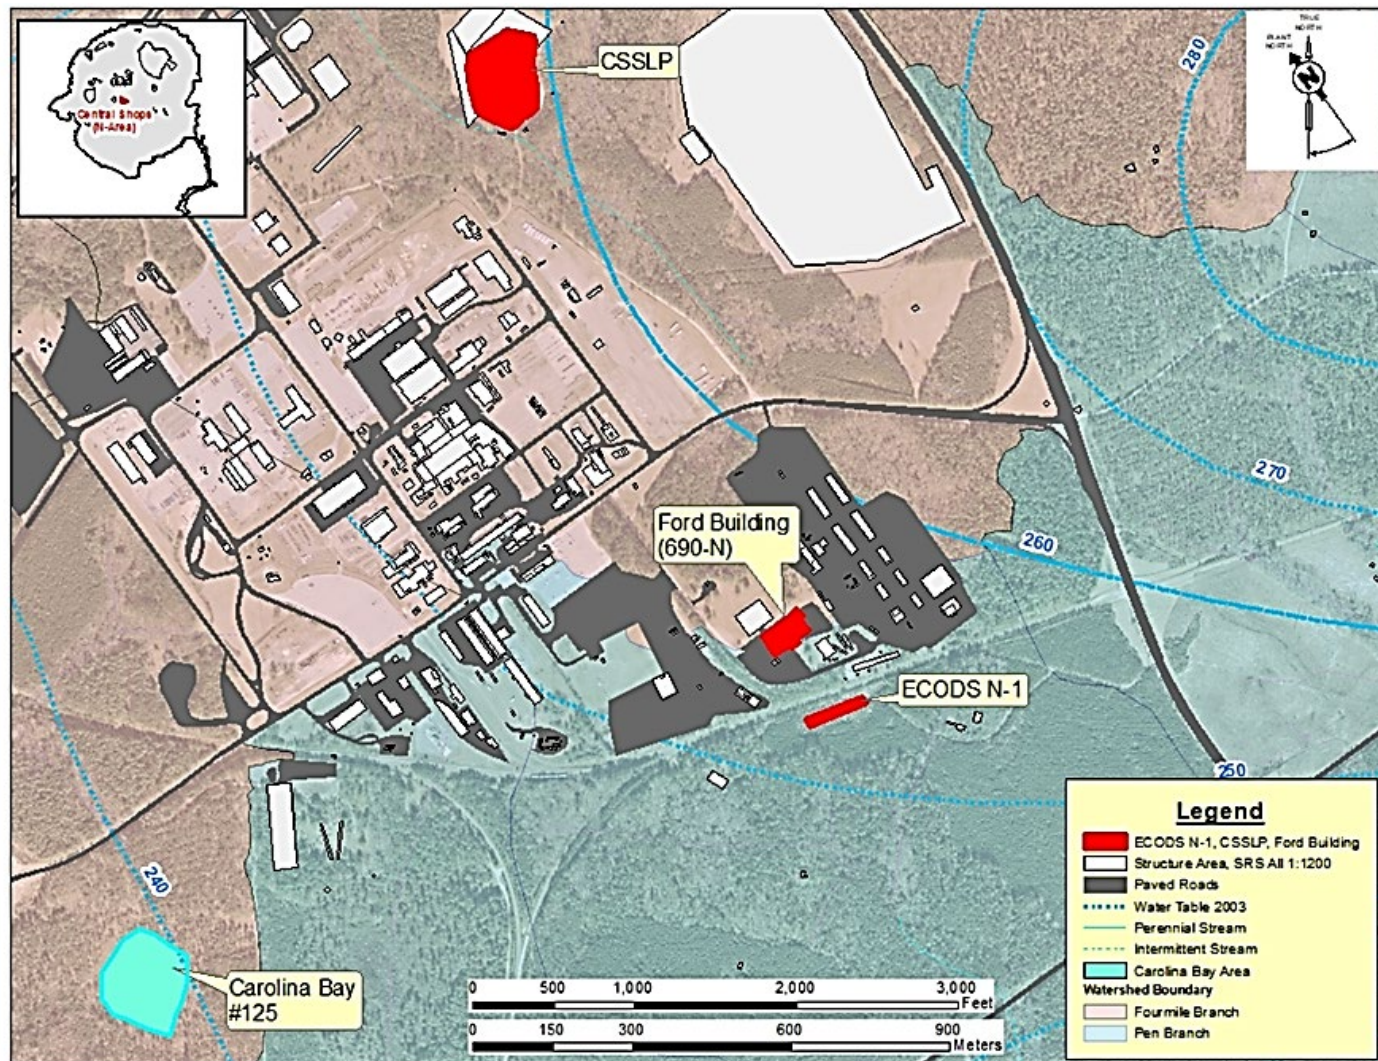 Central Shops
(N-Area)
CSSLP
TRUE
NORTH
PLANT
NORTH
N
280
270
260
Ford Building
(690-N)
ECODS N-1
250
240
Carolina Bay
#125
0 500 1,000 2,000 3,000
Feet
0 150 300 600 900
Meters
Legend
ECODS N-1, CSSLP, Ford Building
Structure Area, SRS All 1:1200
Paved Roads
Water Table 2003
Perennial Stream
Intermittent Stream
Carolina Bay Area
Watershed Boundary
Fourmile Branch
Pen Branch